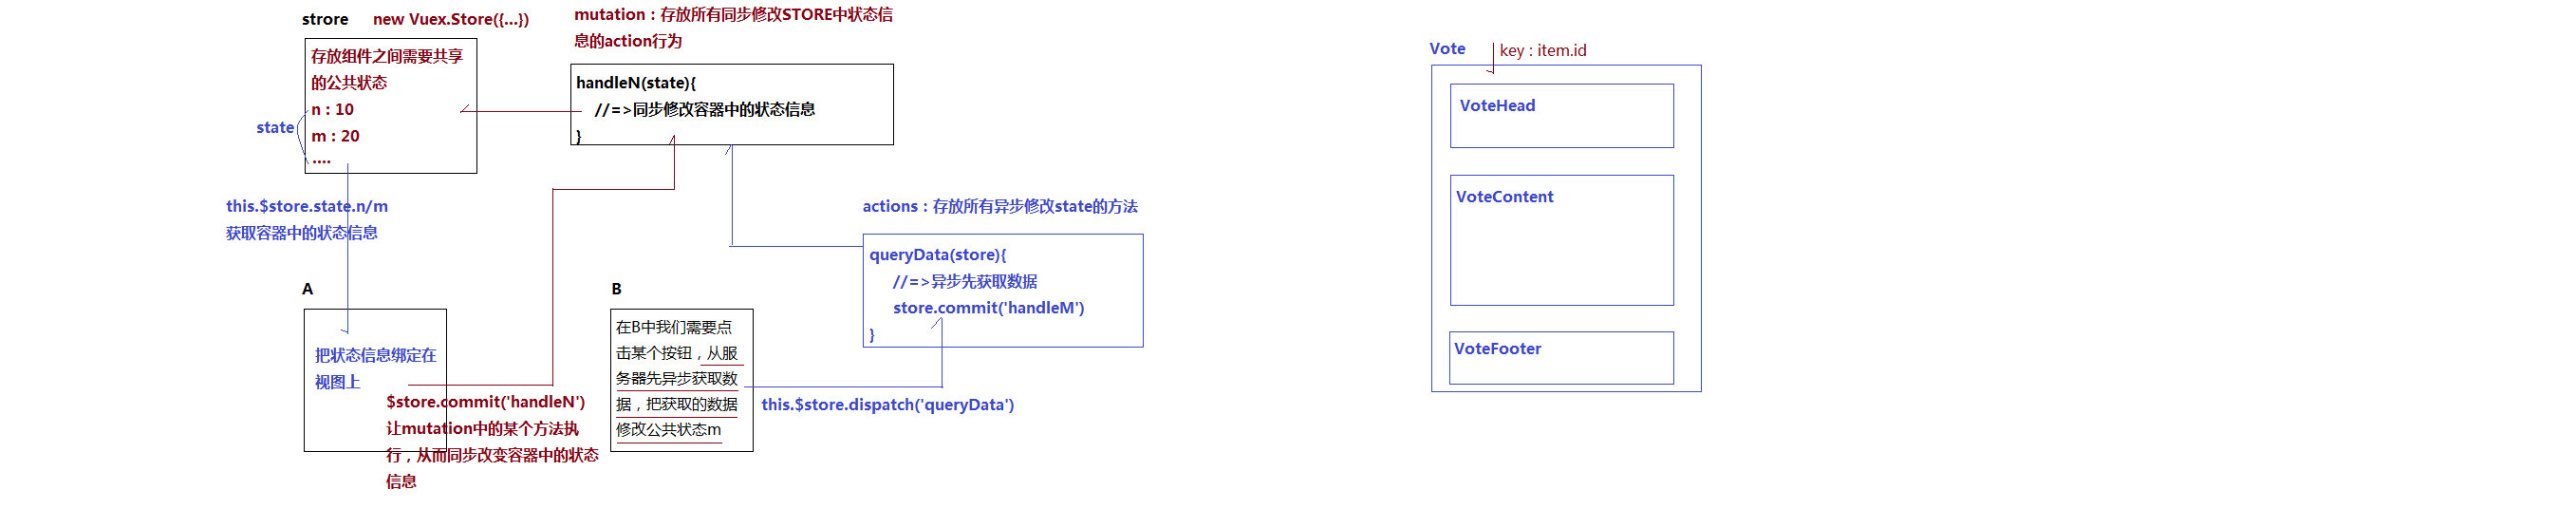 strore new Vuex.Store({...})
存放组件之间需要共享
的公共状态
n : 10
m : 20
....
state
mutation : 存放所有同步修改STORE中状态信
息的action行为
handleN(state){
//=>同步修改容器中的状态信息
}
this.$store.state.n/m
获取容器中的状态信息
actions : 存放所有异步修改state的方法
queryData(store){
//=>异步先获取数据
store.commit('handleM')
}
A
把状态信息绑定在
视图上
$store.commit('handleN')
让mutation中的某个方法执
行，从而同步改变容器中的状态
信息
B
在B中我们需要点
击某个按钮，从服
务器先异步获取数
据，把获取的数据
修改公共状态m
this.$store.dispatch('queryData')
Vote
key : item.id
VoteHead
VoteContent
VoteFooter